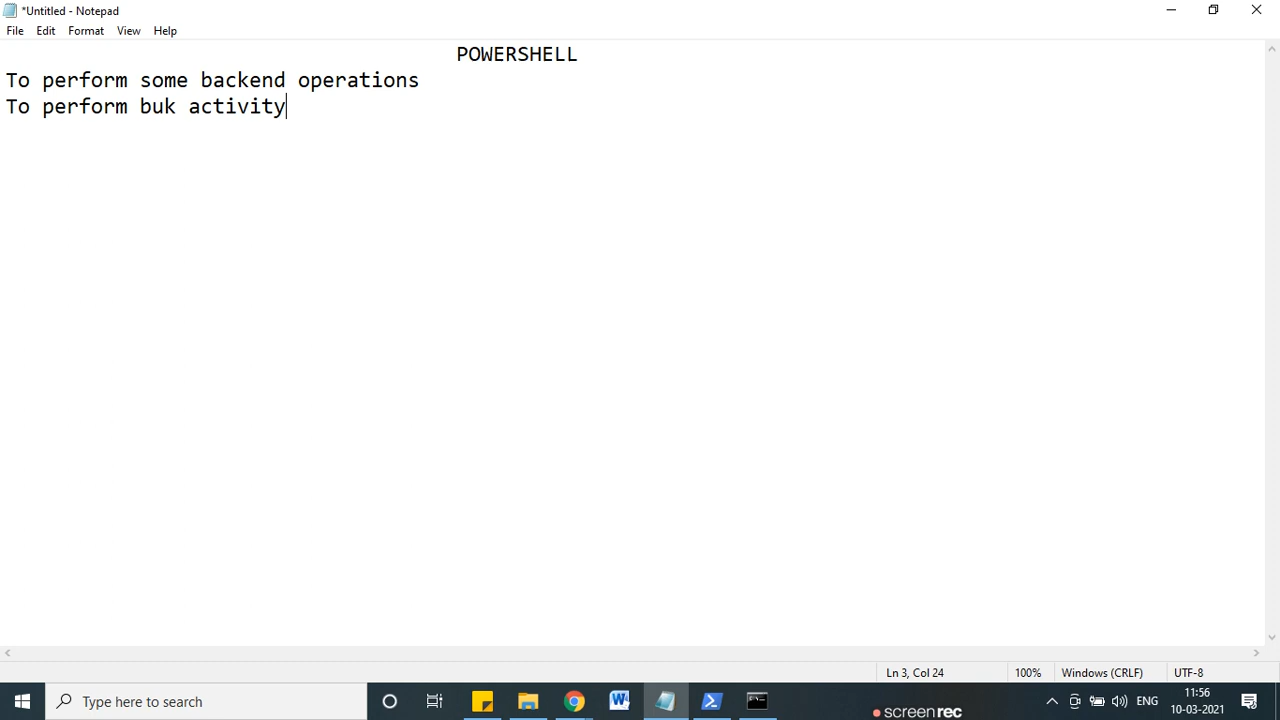 *Untitled - Notepad
File Edit Format View Help
POWERSHELL
To perform some backend operations
To perform buk activity
Ln 3, Col 24 100% Windows (CRLF) UTF-8
Type here to search
screenrec
ENG
11:56
10-03-2021